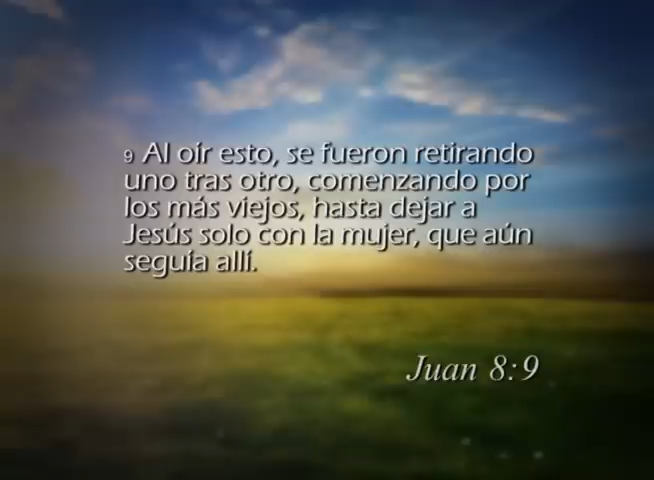 9 Al oír esto, se fueron retirando
uno tras otro, comenzando por
los más viejos, hasta dejar a
Jesús solo con la mujer, que aún
seguía allí.
Juan 8:9